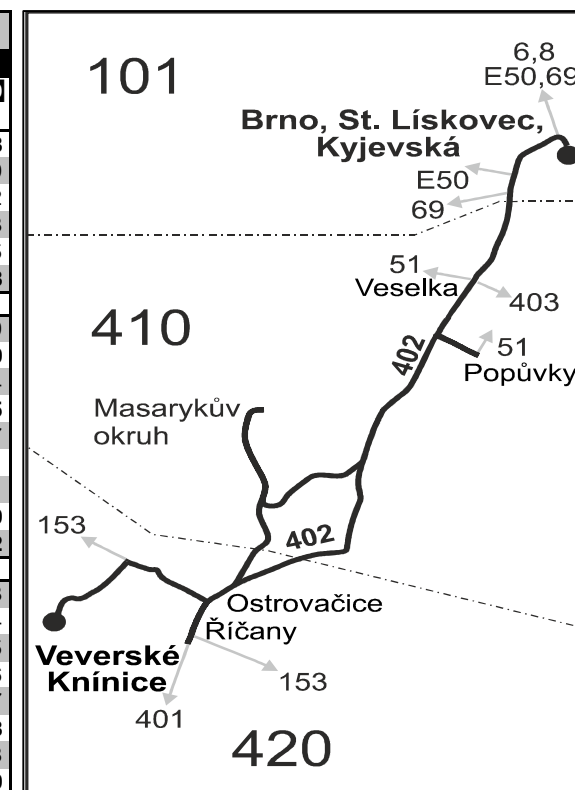 6,8
101
E50,69
Brno, St. Lískovec,
Kyjevská
E50
69
51
Veselka
403
410
402
51
Popůvky
Masarykův
okruh
153
402
Ostrovačice
Říčany
Veverské
Knínice
153
401
420